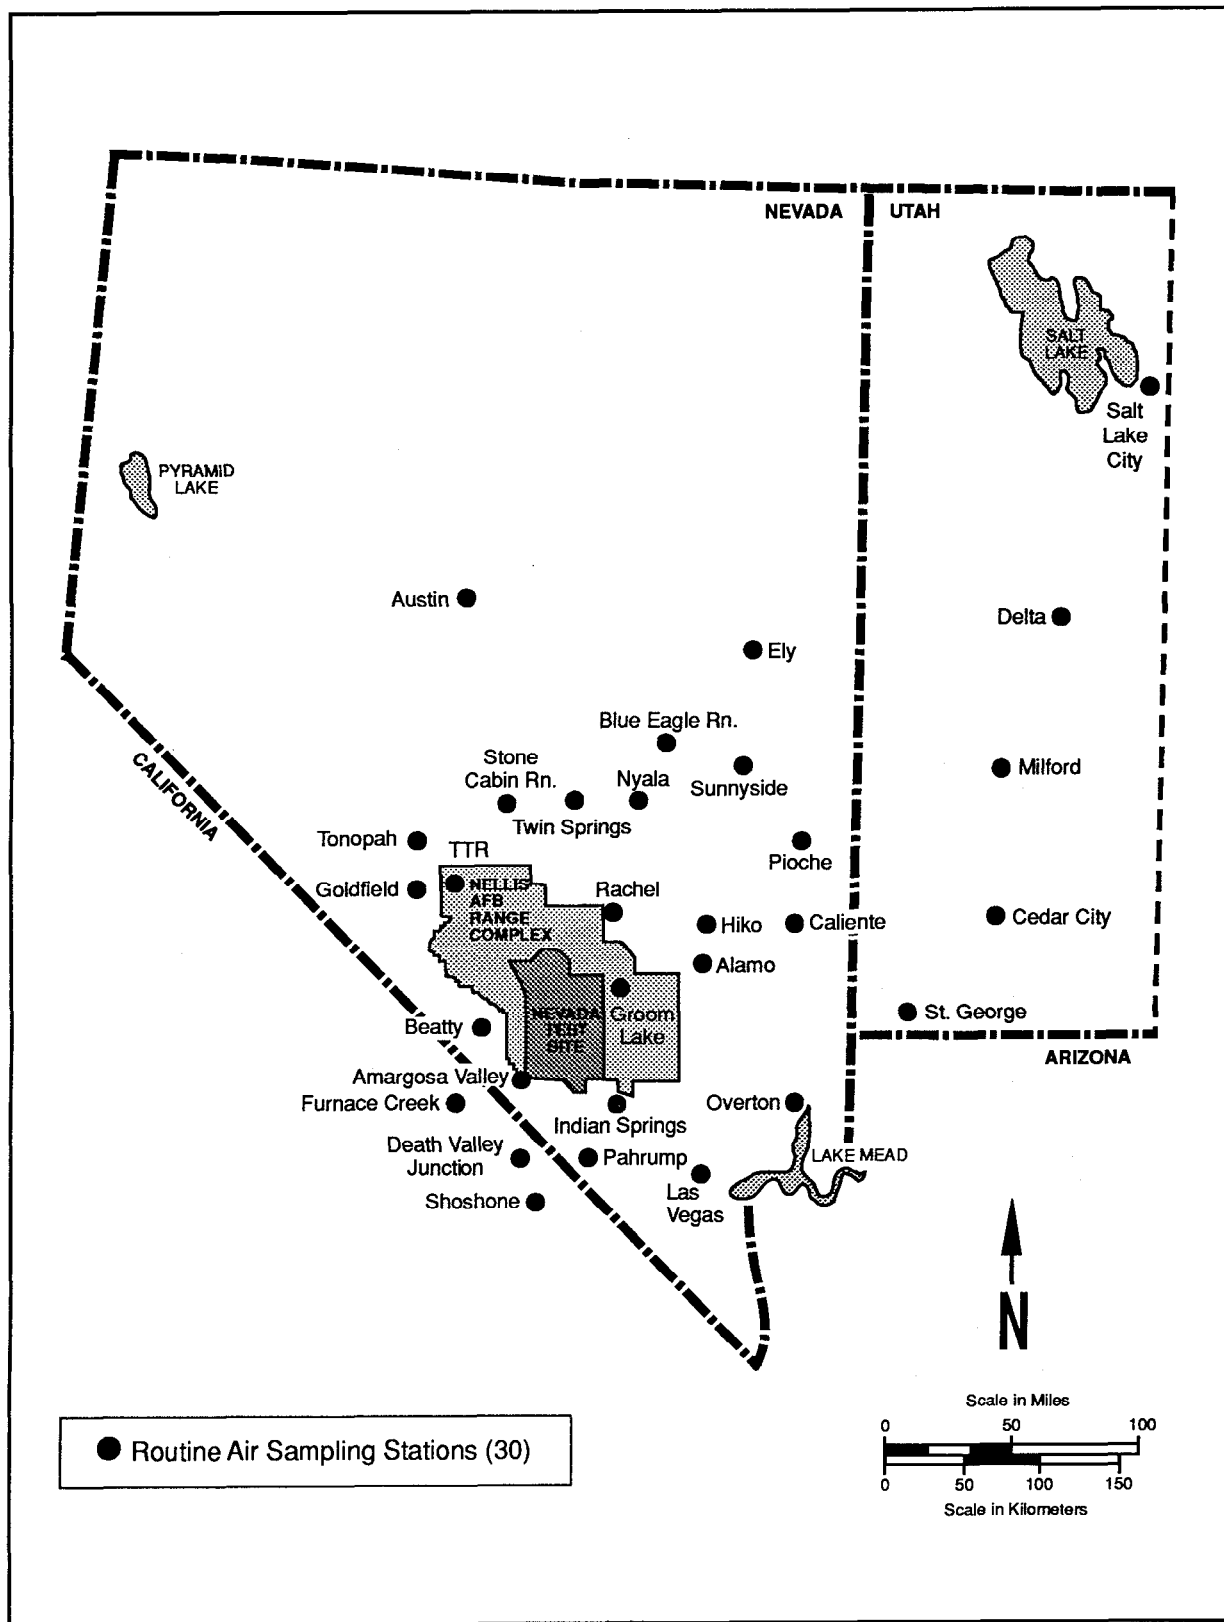 NEVADA
UTAH
SALT
LAKE
Salt
Lake
City
PYRAMID
LAKE
Austin
Delta
Ely
Blue Eagle Rn.
Stone
Cabin Rn.
Nyala
Sunnyside
Milford
Twin Springs
CALIFORNIA
Tonopah
TTR
Pioche
Goldfield
NELLIS
AFB
RANGE
COMPLEX
Rachel
Hiko
Caliente
Cedar City
Alamo
Beatty
NEVADA
TEST
SITE
Groom
Lake
St. George
ARIZONA
Amargosa Valley
Furnace Creek
Indian Springs
Overton
Death Valley
Junction
Pahrump
LAKE MEAD
Las
Vegas
Shoshone
N
Scale in Miles
0 50 100
0 50 100 150
Scale in Kilometers
Routine Air Sampling Stations (30)